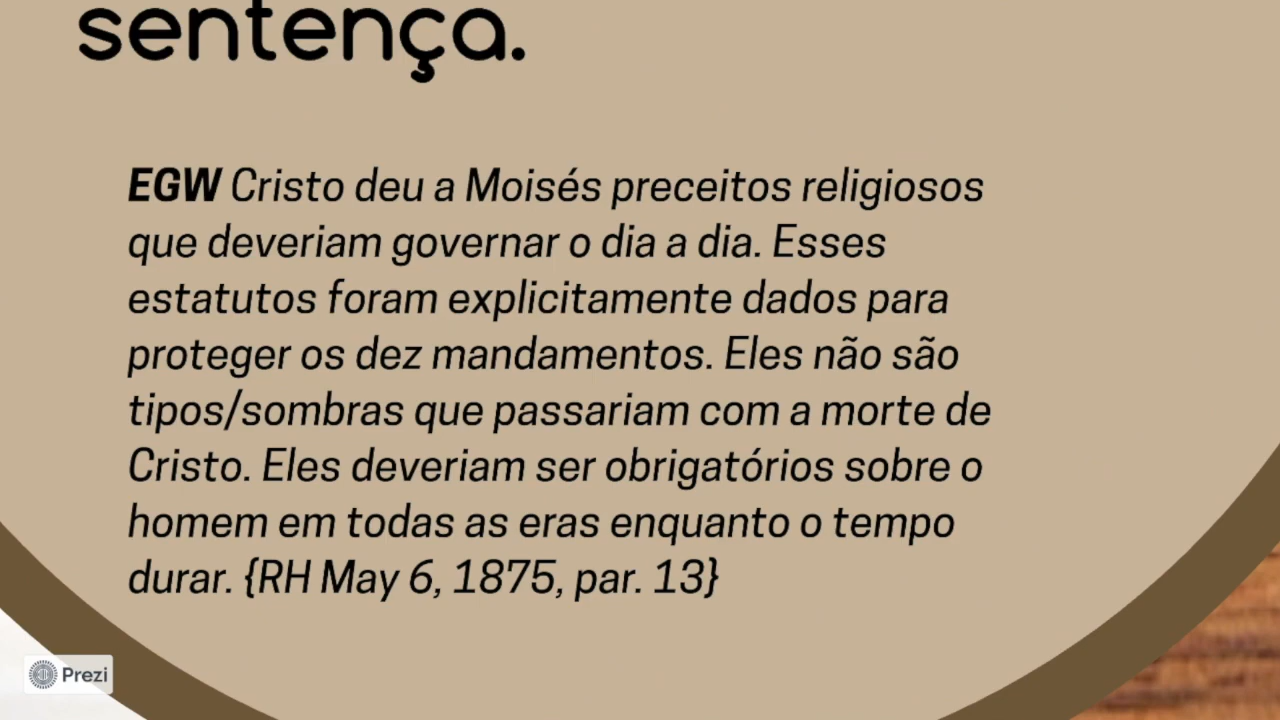 sentença.
EGW Cristo deu a Moisés preceitos religiosos
que deveriam governar o dia a dia. Esses
estatutos foram explicitamente dados para
proteger os dez mandamentos. Eles não são
tipos/sombras que passariam com a morte de
Cristo. Eles deveriam ser obrigatórios sobre o
homem em todas as eras enquanto o tempo
durar. {RH May 6, 1875, par. 13}
Prezi